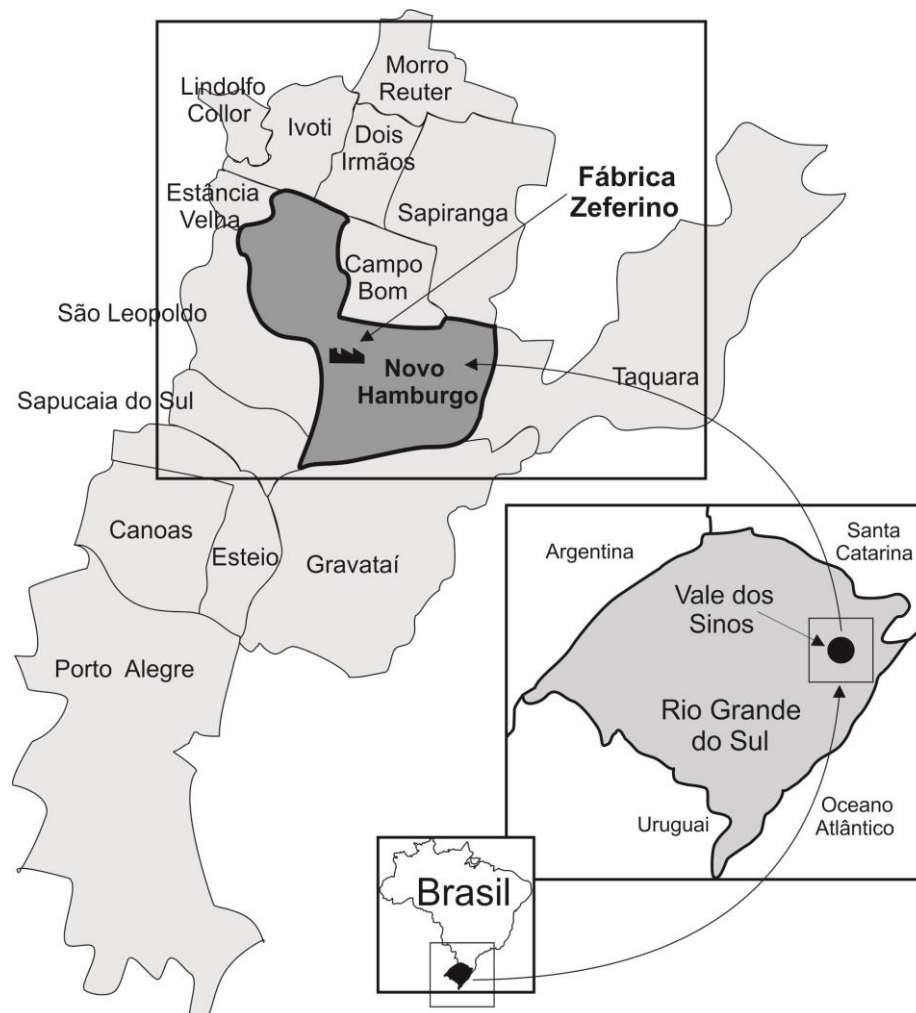 Morro
Reuter
Lindolfo
Collor
Ivoti
Dois
Irmãos
Fábrica
Zeferino
Estância
Velha
Sapiranga
Campo
Bom
São Leopoldo
Novo
Hamburgo
Taquara
Sapucaia do Sul
Canoas
Esteio
Gravataí
Argentina
Santa
Catarina
Vale dos
Sinos
Porto Alegre
Rio Grande
do Sul
Uruguai
Oceano
Atlântico
Brasil